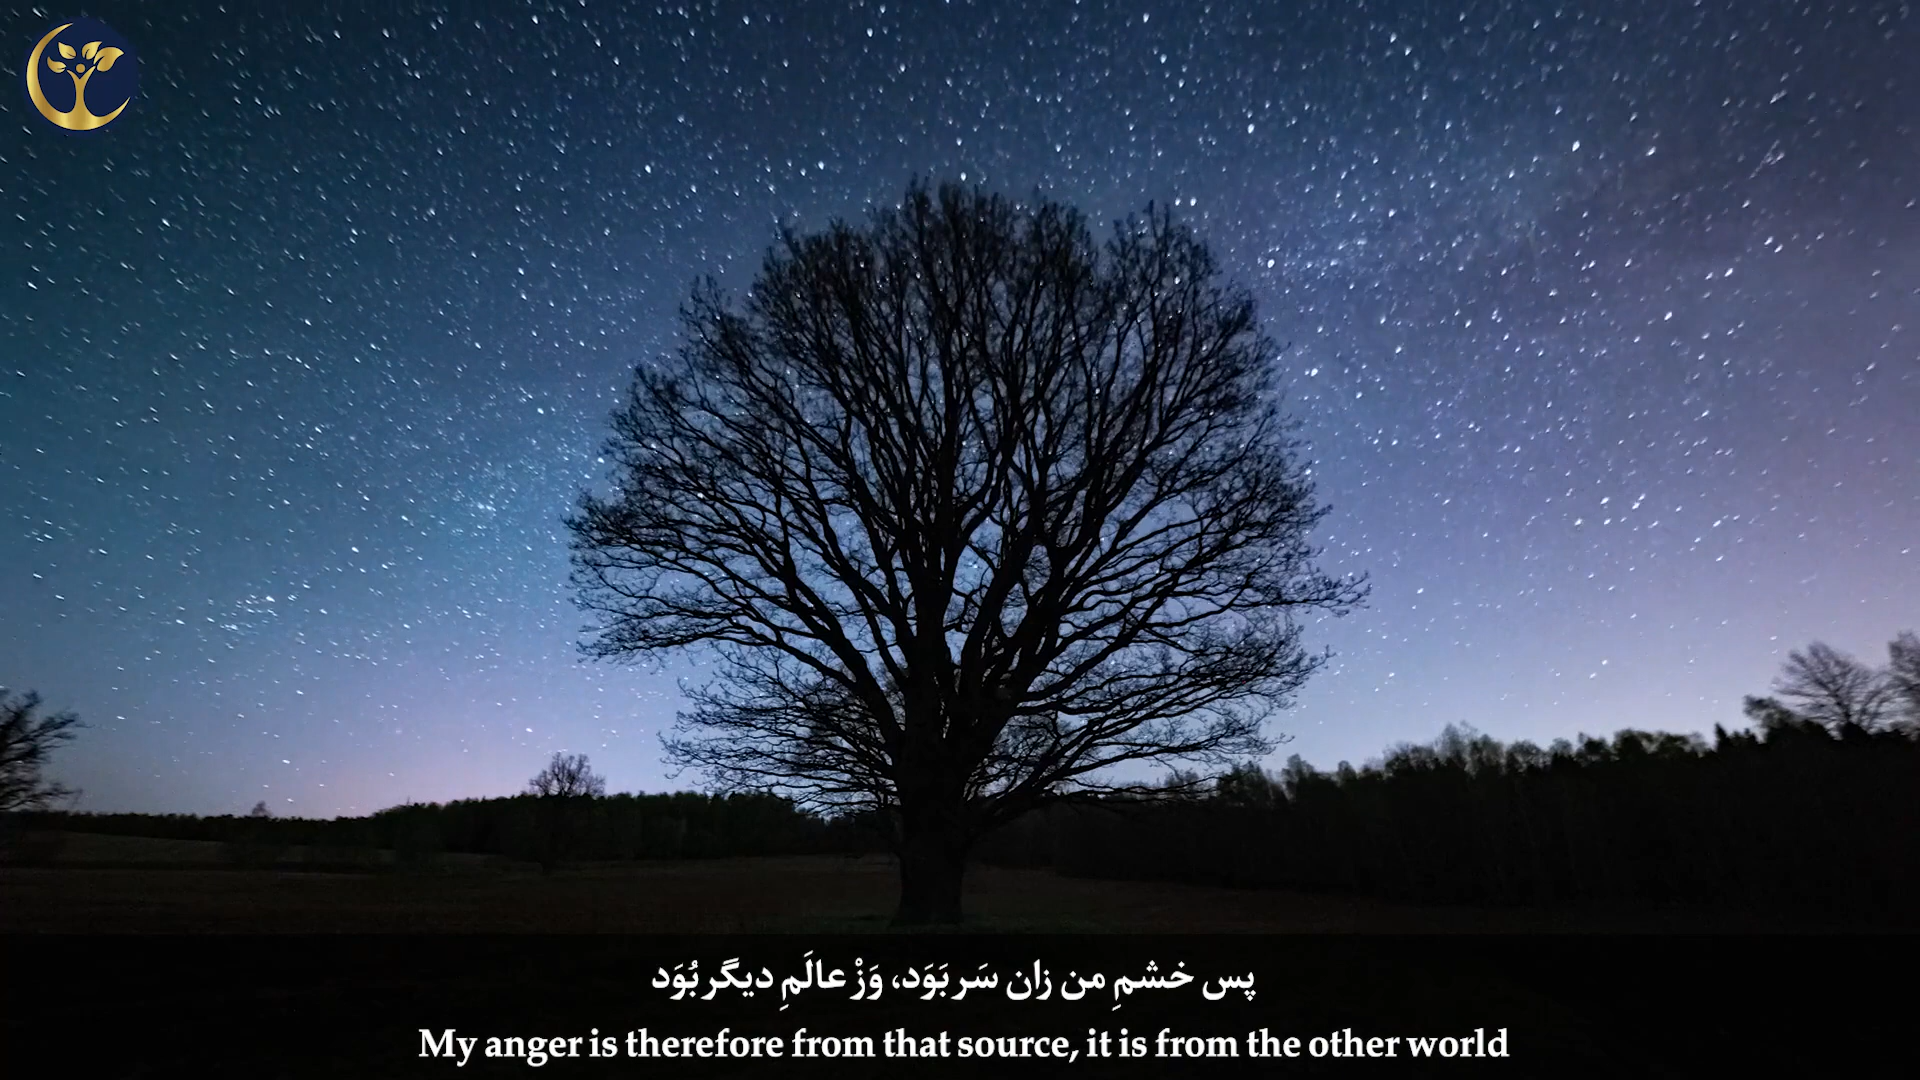 پس خشمِ من زان سَر بَوَد، وَزْ عالَمِ دیگر بُوَد
My anger is therefore from that source, it is from the other world